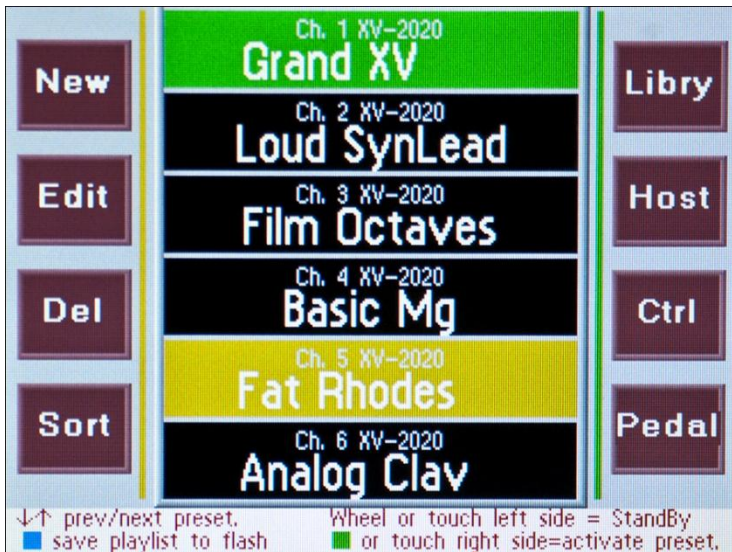 New
Edit
Del
Sort
Ch. 1 XV-2020
Grand XV
Ch. 2 XV-2020
Loud SynLead
Ch. 3 XV-2020
Film Octaves
Ch. 4 XV-2020
Basic Mg
Ch. 5 XV-2020
Fat Rhodes
Ch. 6 XV-2020
Analog Clav
Libry
Host
Ctrl
Pedal
↓↑ prev/next preset.
save playlist to flash
Wheel or touch left side = StandBy
or touch right side=activate preset.